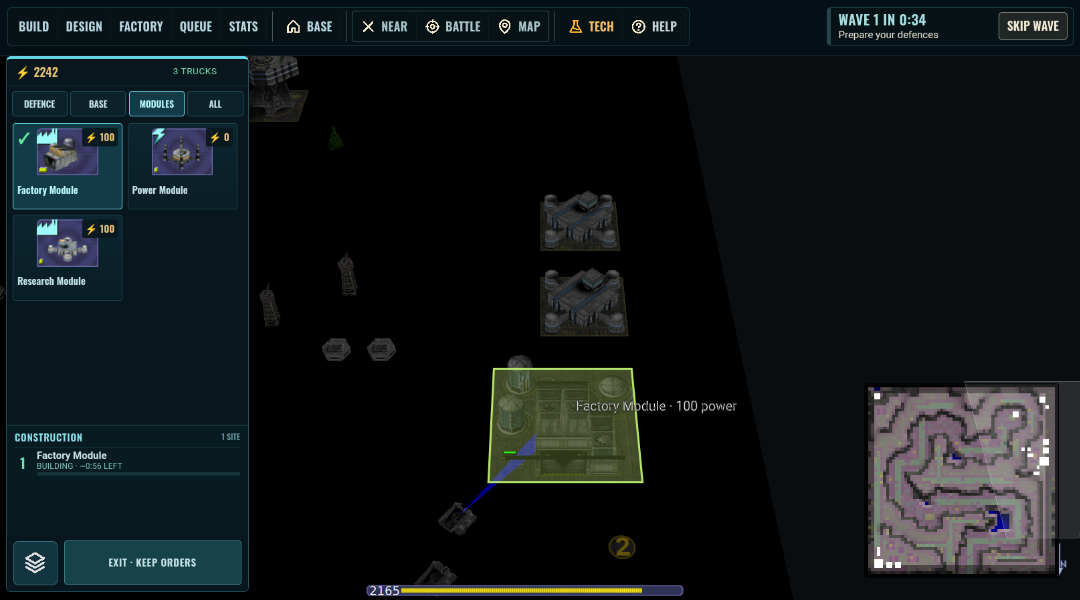 BUILD DESIGN FACTORY QUEUE STATS BASE NEAR BATTLE MAP TECH HELP
WAVE 1 IN 0:34
Prepare your defences
SKIP WAVE
2242 3 TRUCKS
DEFENCE BASE MODULES ALL
100
Factory Module
0
Power Module
100
Research Module
Factory Module · 100 power
CONSTRUCTION 1 SITE
1 Factory Module
BUILDING · ~0:56 LEFT
EXIT · KEEP ORDERS
2
2165
N